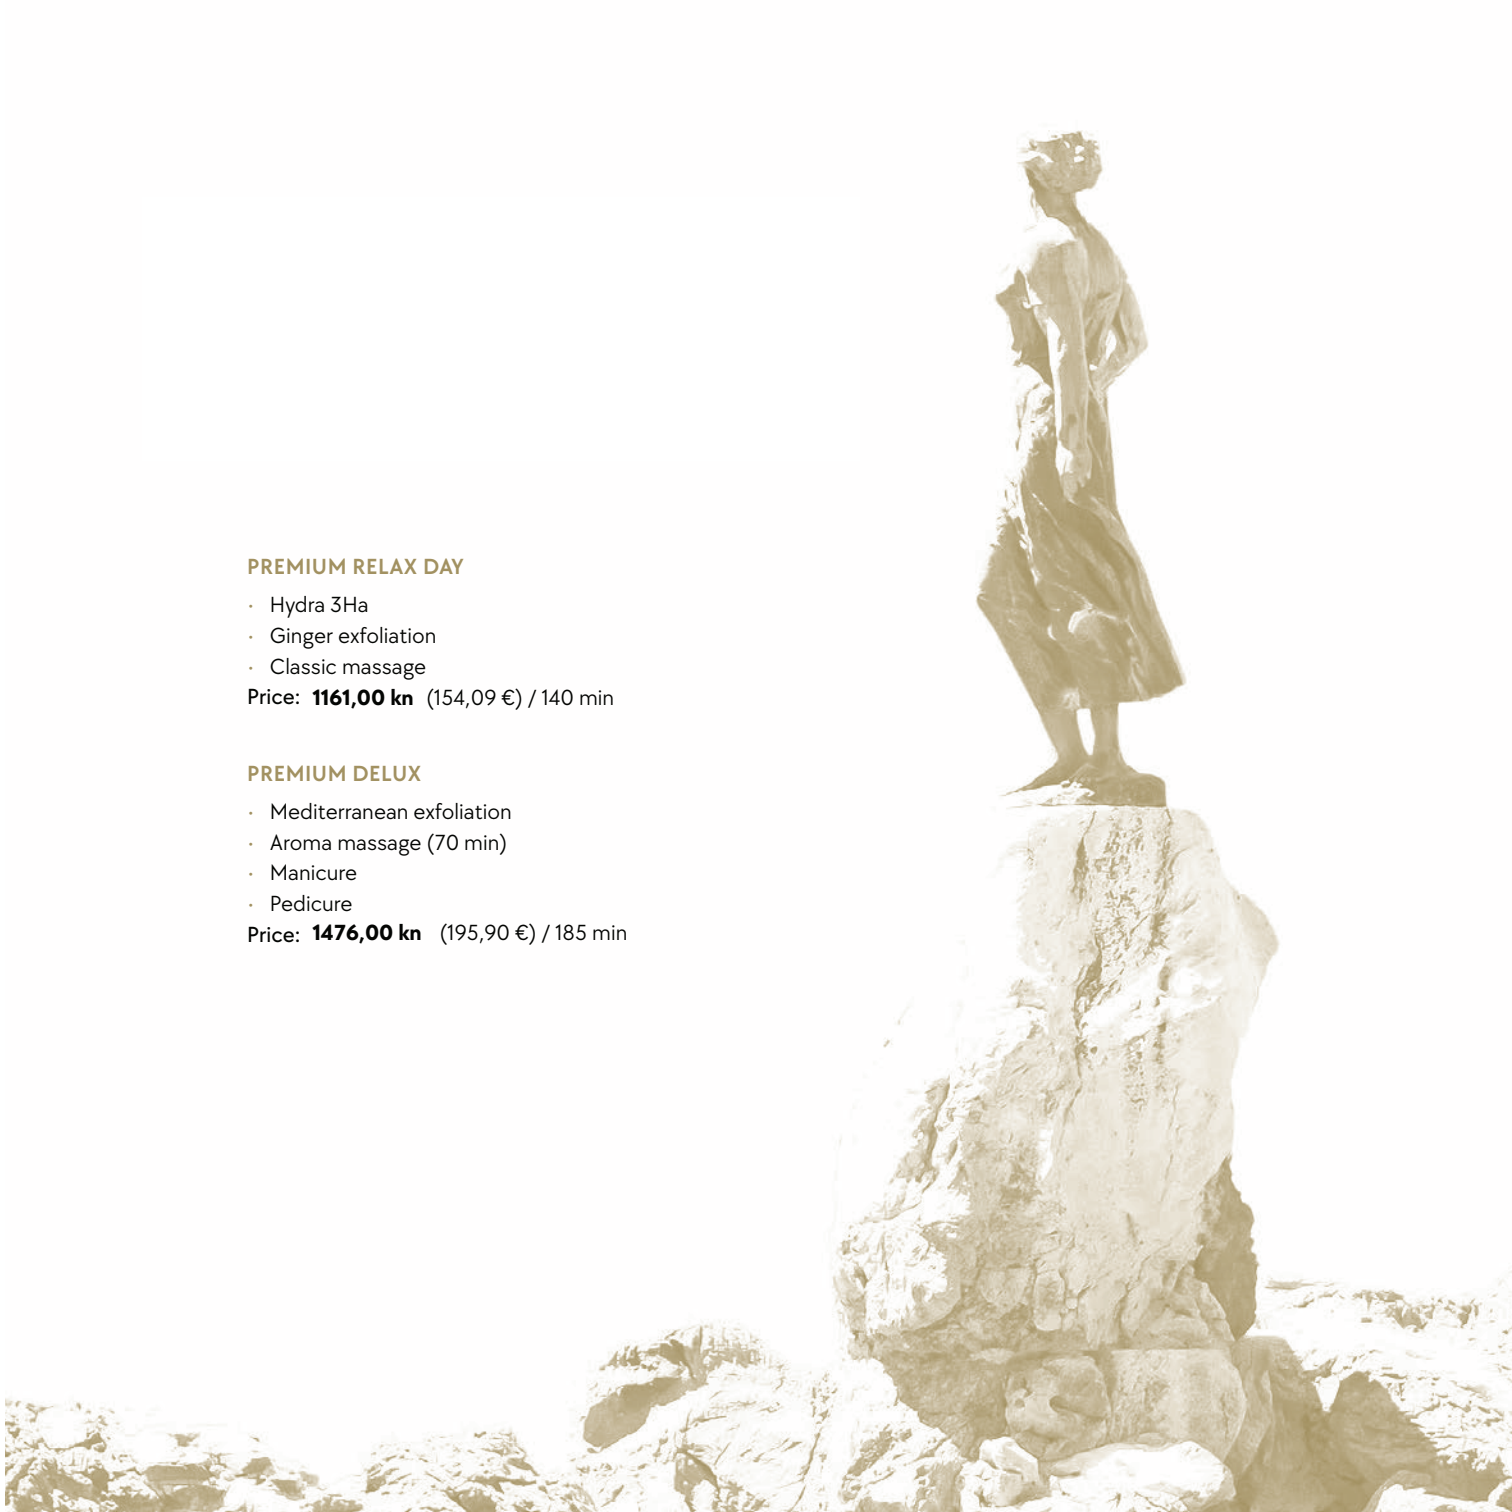 PREMIUM RELAX DAY
· Hydra 3Ha
· Ginger exfoliation
· Classic massage
Price: 1161,00 kn (154,09 €) / 140 min
PREMIUM DELUX
· Mediterranean exfoliation
· Aroma massage (70 min)
· Manicure
· Pedicure
Price: 1476,00 kn (195,90 €) / 185 min